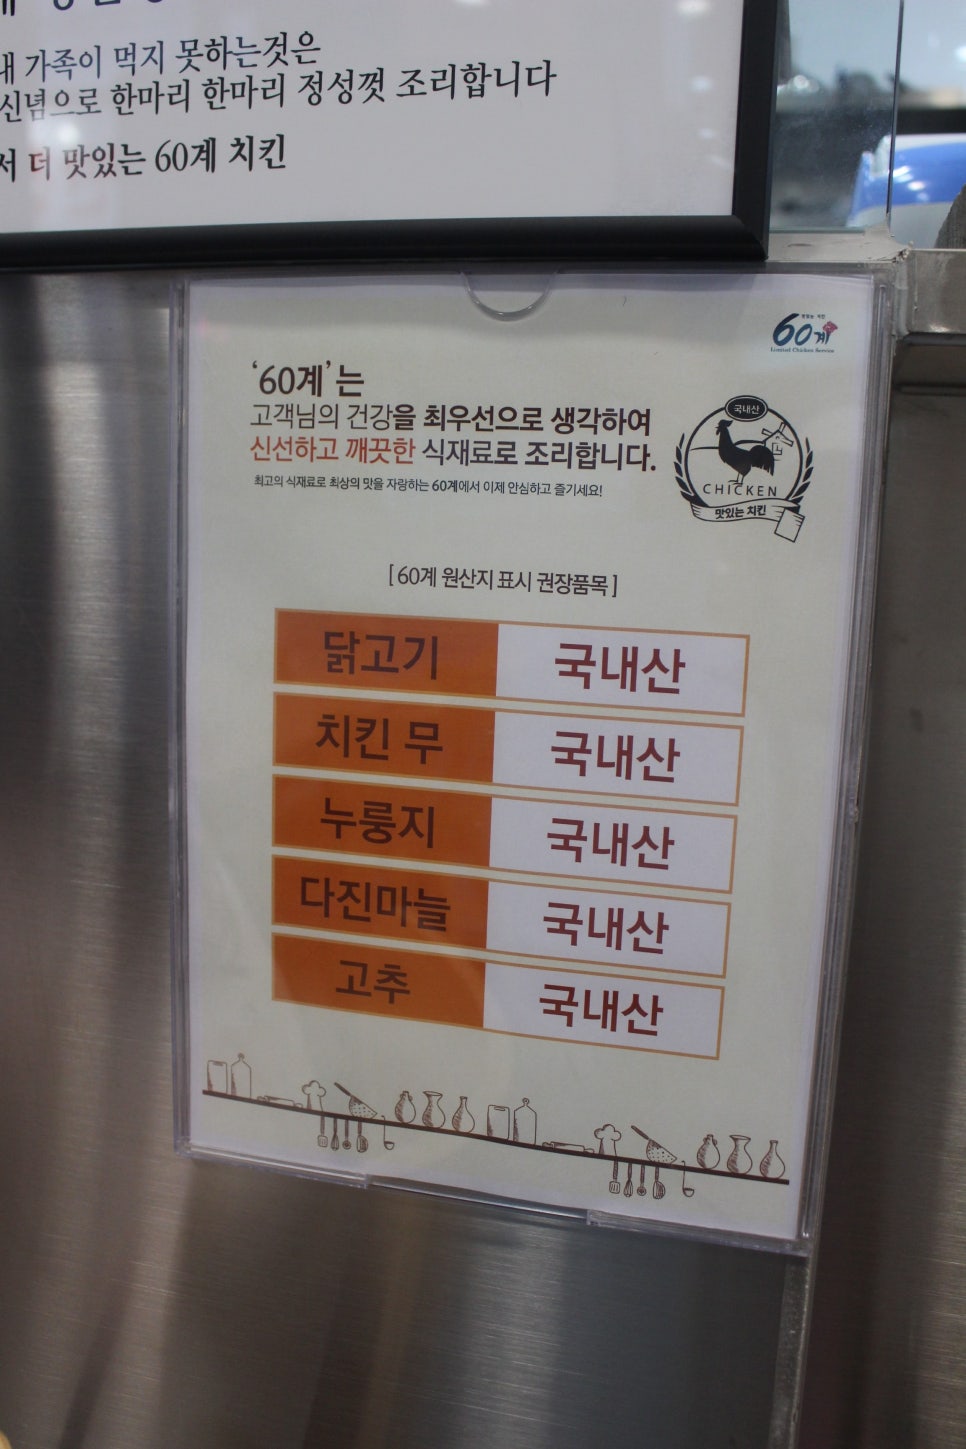 내 가족이 먹지 못하는것은
신념으로 한마리 한마리 정성껏 조리합니다
서 더 맛있는 60계 치킨
맛있는 치킨
60계
Limited Chicken Service
‘60계’는
고객님의 건강을 최우선으로 생각하여
신선하고 깨끗한 식재료로 조리합니다.
최고의 식재료로 최상의 맛을 자랑하는 60계에서 이제 안심하고 즐기세요!
국내산
CHICKEN
맛있는 치킨
[ 60계 원산지 표시 권장품목 ]
닭고기 국내산
치킨 무 국내산
누룽지 국내산
다진마늘 국내산
고추 국내산